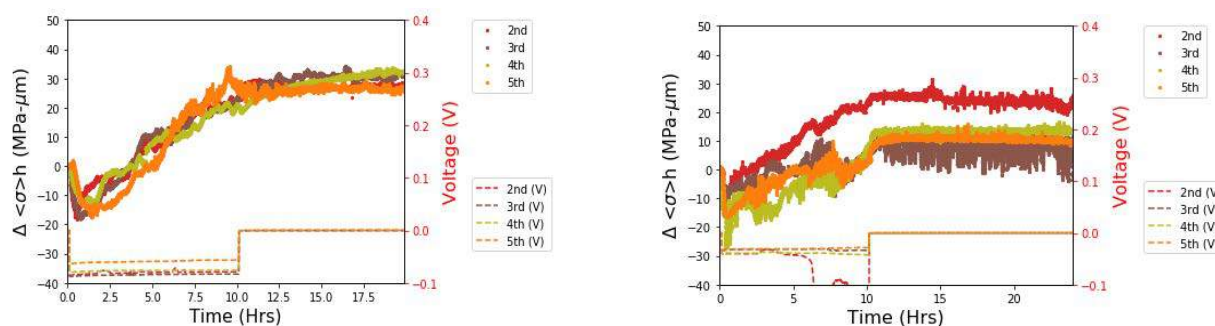 50
40
30
20
10
0
−10
−20
−30
−40
Δ <σ>h (MPa-μm)
0.0 2.5 5.0 7.5 10.0 12.5 15.0 17.5
Time (Hrs)
0.4
0.3
0.2
0.1
0.0
−0.1
Voltage (V)
2nd
3rd
4th
5th
2nd (V)
3rd (V)
4th (V)
5th (V)
50
40
30
20
10
0
−10
−20
−30
−40
Δ <σ>h (MPa-μm)
0 5 10 15 20
Time (Hrs)
0.4
0.3
0.2
0.1
0.0
−0.1
Voltage (V)
2nd
3rd
4th
5th
2nd (V
3rd (V)
4th (V)
5th (V)